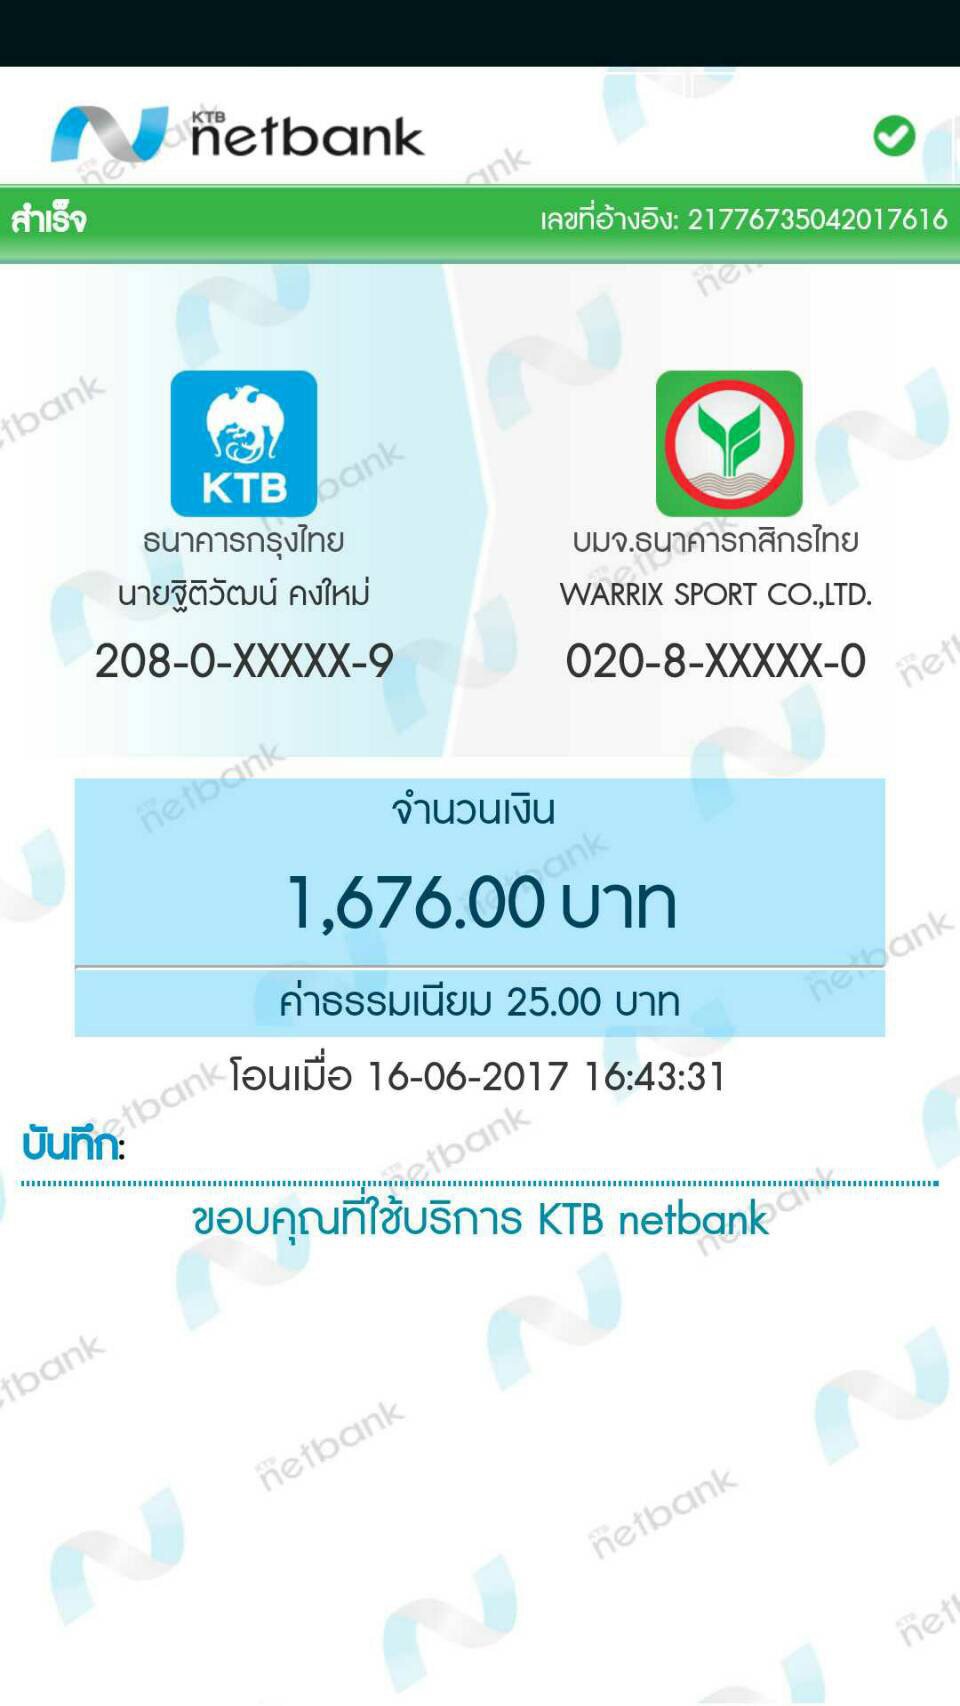 KTB
netbank
สำเร็จ
เลขที่อ้างอิง: 21776735042017616
KTB
ธนาคารกรุงไทย
นายฐิติวัฒน์ คงใหม่
208-0-XXXXX-9
บมจ.ธนาคารกสิกรไทย
WARRIX SPORT CO.,LTD.
020-8-XXXXX-0
จำนวนเงิน
1,676.00 บาท
ค่าธรรมเนียม 25.00 บาท
โอนเมื่อ 16-06-2017 16:43:31
บันทึก:
ขอบคุณที่ใช้บริการ KTB netbank